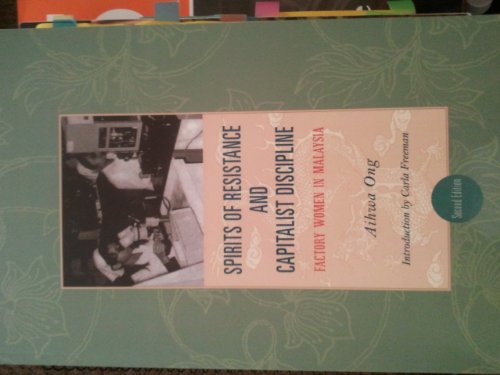 SPIRITS OF RESISTANCE
AND
CAPITALIST DISCIPLINE
FACTORY WOMEN IN MALAYSIA
Aihwa Ong
Introduction by Carla Freeman
Second Edition